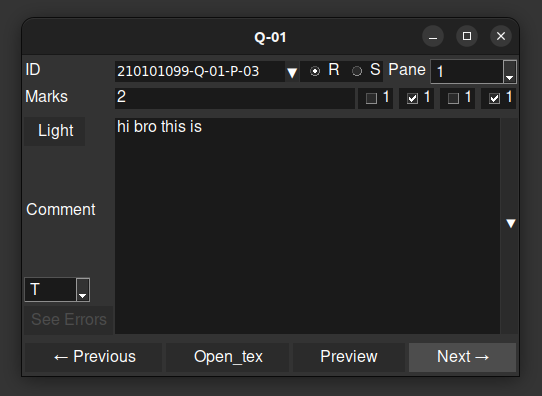 Q-01
ID 210101099-Q-01-P-03 R S Pane 1
Marks 2 1 1 1 1
Light hi bro this is
Comment
T
See Errors
← Previous Open_tex Preview Next →